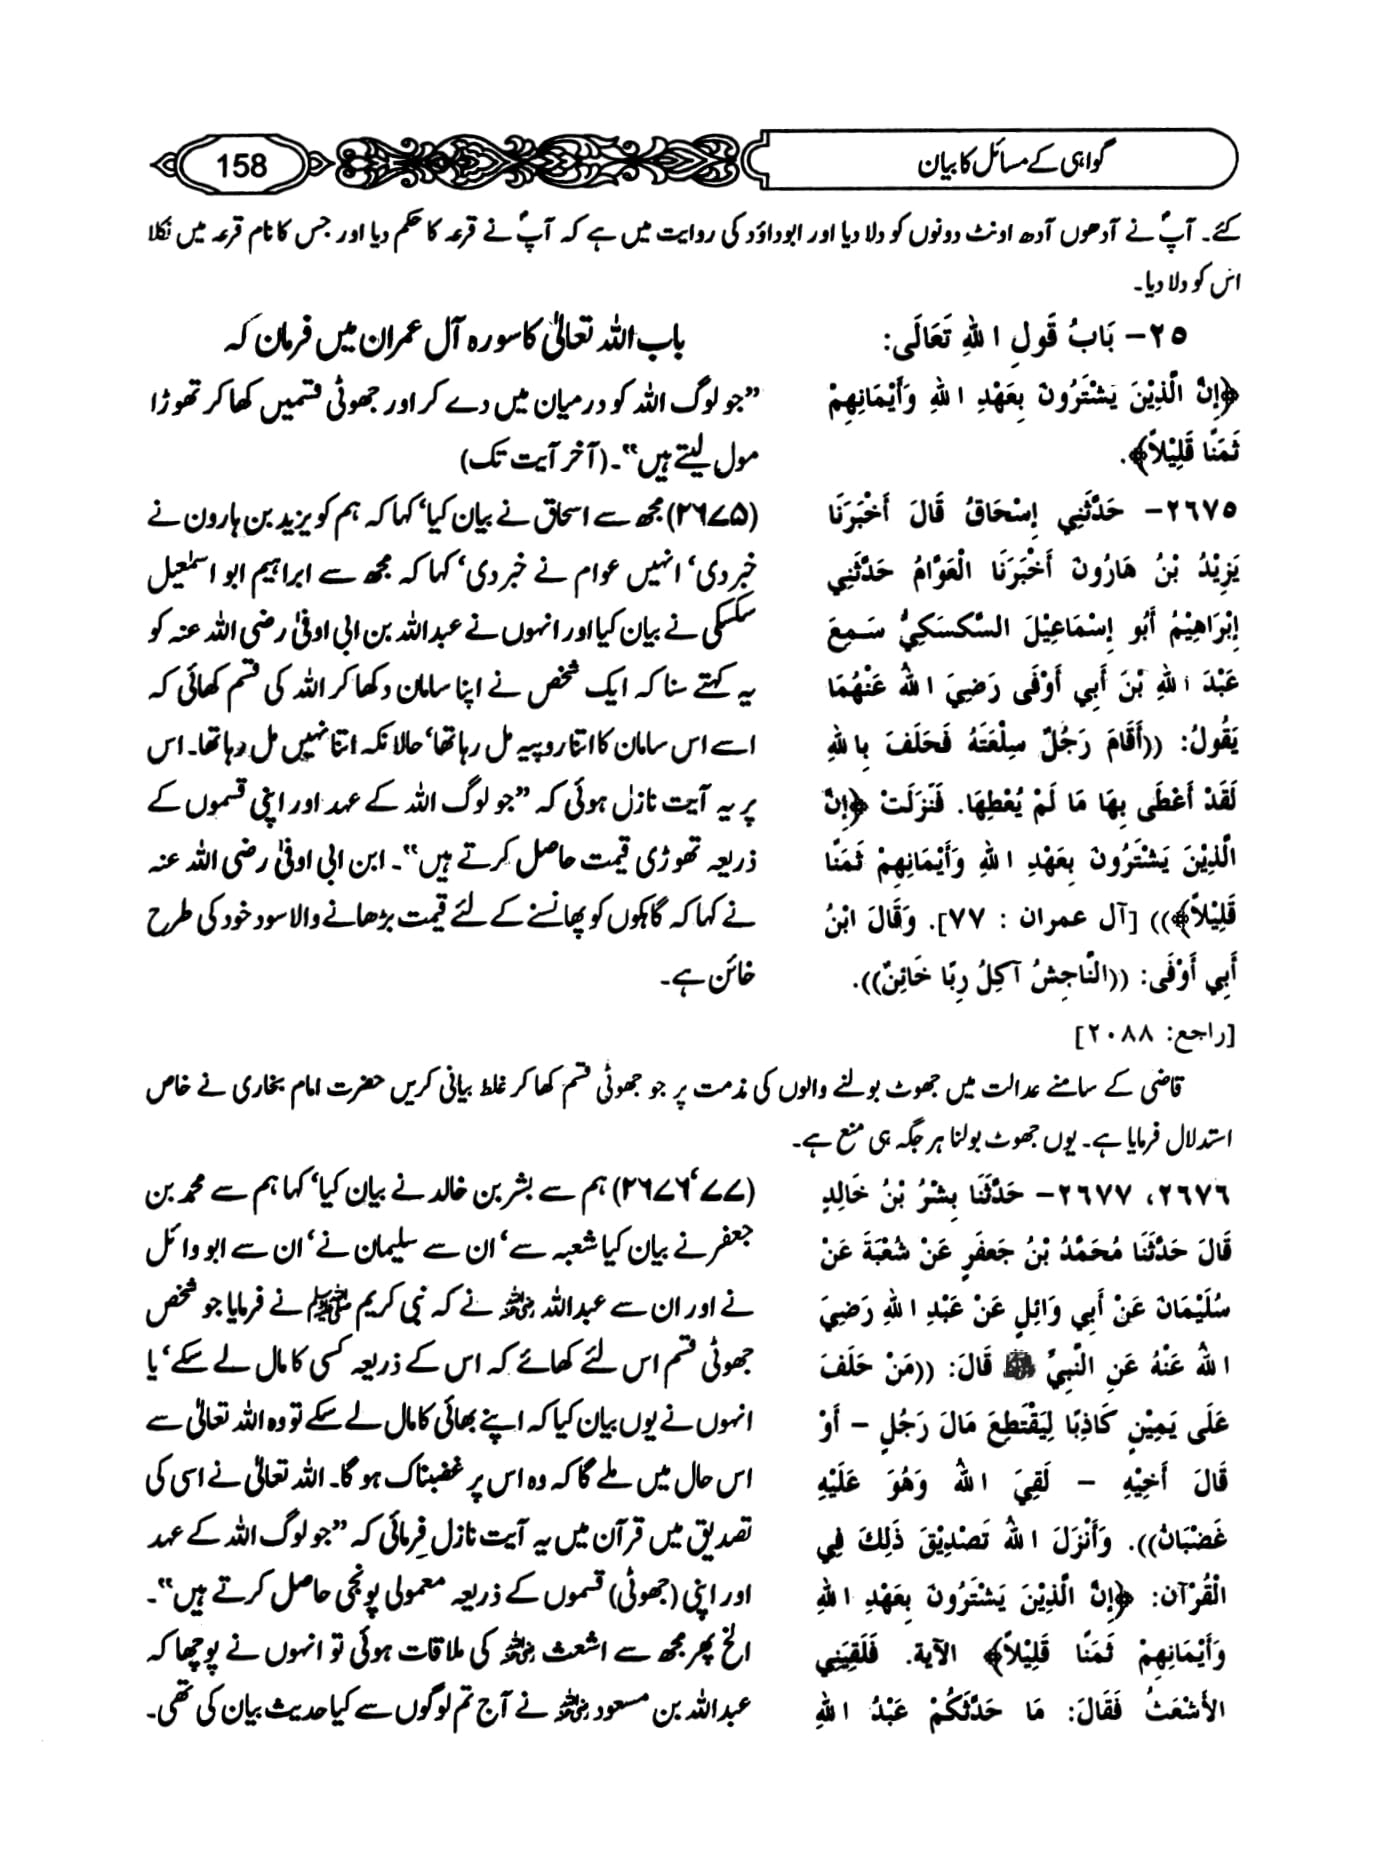 گواہی کے مسائل کا بیان
158
کئے۔ آپؐ نے آدھوں آدھ اونٹ دونوں کو دلا دیا اور ابوداؤد کی روایت میں ہے کہ آپؐ نے قرعہ کا حکم دیا اور جس کا نام قرعہ میں نکلا
اس کو دلا دیا۔
٢٥- بَابُ قَولِ اللهِ تَعَالَى:
﴿إِنَّ الَّذِيْنَ يَشْتَرُونَ بِعَهْدِ اللهِ وَأَيْمَانِهِمْ
ثَمَنًا قَلِيْلاً﴾.
٢٦٧٥- حَدَّثَنِي إِسْحَاقُ قَالَ أَخْبَرَنَا
يَزِيْدُ بْنُ هَارُونَ أَخْبَرَنَا الْعَوَّامُ حَدَّثَنِي
إِبْرَاهِيْمُ أَبُو إِسْمَاعِيْلَ السَّكسَكِيُّ سَمِعَ
عَبْدَ اللهِ بْنَ أَبِي أَوْفَى رَضِيَ اللهُ عَنْهُمَا
يَقُولُ: ((أَقَامَ رَجُلٌ سِلْعَتَهُ فَحَلَفَ بِاللهِ
لَقَدْ أَعْطَى بِهَا مَا لَمْ يُعْطِهَا. فَنَزَلَتْ ﴿إِنَّ
الَّذِيْنَ يَشْتَرُونَ بِعَهْدِ اللهِ وَأَيْمَانِهِمْ ثَمَنًا
قَلِيْلاً﴾)) [آل عمران : ٧٧]. وَقَالَ ابْنُ
أَبِي أَوْفَى: ((النَّاجِشُ آكِلُ رِبًا خَائِنٌ)).
[راجع: ٢٠٨٨]
باب اللہ تعالیٰ کا سورہ آل عمران میں فرمان کہ
”جو لوگ اللہ کو درمیان میں دے کر اور جھوٹی قسمیں کھا کر تھوڑا
مول لیتے ہیں“۔ (آخر آیت تک)
(۲۶۷۵) مجھ سے اسحاق نے بیان کیا‘ کہا کہ ہم کو یزید بن ہارون نے
خبر دی‘ انہیں عوام نے خبر دی‘ کہا کہ مجھ سے ابراہیم ابو اسمٰعیل
سکسکی نے بیان کیا اور انہوں نے عبداللہ بن ابی اوفیٰ رضی اللہ عنہ کو
یہ کہتے سنا کہ ایک شخص نے اپنا سامان دکھا کر اللہ کی قسم کھائی کہ
اسے اس سامان کا اتنا روپیہ مل رہا تھا‘ حالانکہ اتنا نہیں مل رہا تھا۔ اس
پر یہ آیت نازل ہوئی کہ ”جو لوگ اللہ کے عہد اور اپنی قسموں کے
ذریعہ تھوڑی قیمت حاصل کرتے ہیں“۔ ابن ابی اوفیٰ رضی اللہ عنہ
نے کہا کہ گاہکوں کو پھانسنے کے لئے قیمت بڑھانے والا سود خود کی طرح
خائن ہے۔
قاضی کے سامنے عدالت میں جھوٹ بولنے والوں کی مذمت پر جو جھوٹی قسم کھا کر غلط بیانی کریں حضرت امام بخاری نے خاص
استدلال فرمایا ہے۔ یوں جھوٹ بولنا ہر جگہ ہی منع ہے۔
٢٦٧٦، ٢٦٧٧- حَدَّثَنَا بِشْرُ بْنُ خَالِدٍ
قَالَ حَدَّثَنَا مُحَمَّدُ بْنُ جَعفَرٍ عَنْ شُعْبَةَ عَنْ
سُلَيْمَانَ عَنْ أَبِي وَائِلٍ عَنْ عَبْدِ اللهِ رَضِيَ
اللهُ عَنْهُ عَنِ النَّبِيِّ ﷺ قَالَ: ((مَنْ حَلَفَ
عَلَى يَمِيْنٍ كَاذِبًا لِيَقْتَطِعَ مَالَ رَجُلٍ – أَوْ
قَالَ أَخِيْهِ – لَقِيَ اللهَ وَهُوَ عَلَيْهِ
غَضْبَانُ)). وَأَنْزَلَ اللهُ تَصْدِيْقَ ذَلِكَ فِي
الْقُرْآن: ﴿إِنَّ الَّذِيْنَ يَشْتَرُونَ بِعَهْدِ اللهِ
وَأَيْمَانِهِمْ ثَمَنًا قَلِيْلاً﴾ الآية. فَلَقِيَنِي
الأَشْعَثُ فَقَالَ: مَا حَدَّثَكُمْ عَبْدُ اللهِ
(۲۶۷۶‘۷۷) ہم سے بشر بن خالد نے بیان کیا‘ کہا ہم سے محمد بن
جعفر نے بیان کیا شعبہ سے‘ ان سے سلیمان نے‘ ان سے ابو وائل
نے اور ان سے عبداللہ رضی اللہ عنہ نے کہ نبی کریم ﷺ نے فرمایا جو شخص
جھوٹی قسم اس لئے کھائے کہ اس کے ذریعہ کسی کا مال لے سکے‘ یا
انہوں نے یوں بیان کیا کہ اپنے بھائی کا مال لے سکے تو وہ اللہ تعالیٰ سے
اس حال میں ملے گا کہ وہ اس پر غضبناک ہو گا۔ اللہ تعالیٰ نے اسی کی
تصدیق میں قرآن میں یہ آیت نازل فرمائی کہ ”جو لوگ اللہ کے عہد
اور اپنی (جھوٹی) قسموں کے ذریعہ معمولی پونجی حاصل کرتے ہیں“۔
الخ پھر مجھ سے اشعث رضی اللہ عنہ کی ملاقات ہوئی تو انہوں نے پوچھا کہ
عبداللہ بن مسعود رضی اللہ عنہ نے آج تم لوگوں سے کیا حدیث بیان کی تھی۔